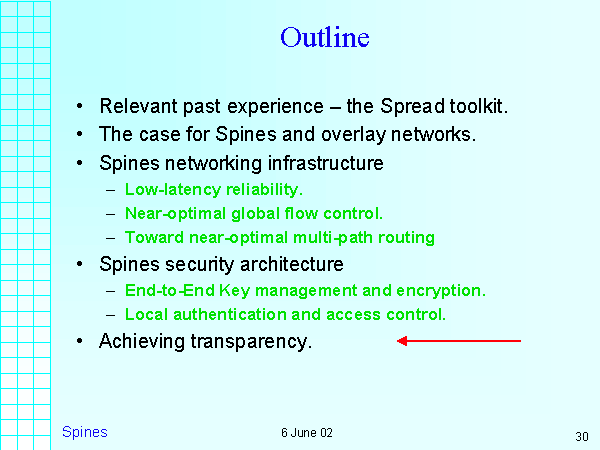 Outline
• Relevant past experience – the Spread toolkit.
• The case for Spines and overlay networks.
• Spines networking infrastructure
– Low-latency reliability.
– Near-optimal global flow control.
– Toward near-optimal multi-path routing
• Spines security architecture
– End-to-End Key management and encryption.
– Local authentication and access control.
• Achieving transparency.
Spines
6 June 02
30